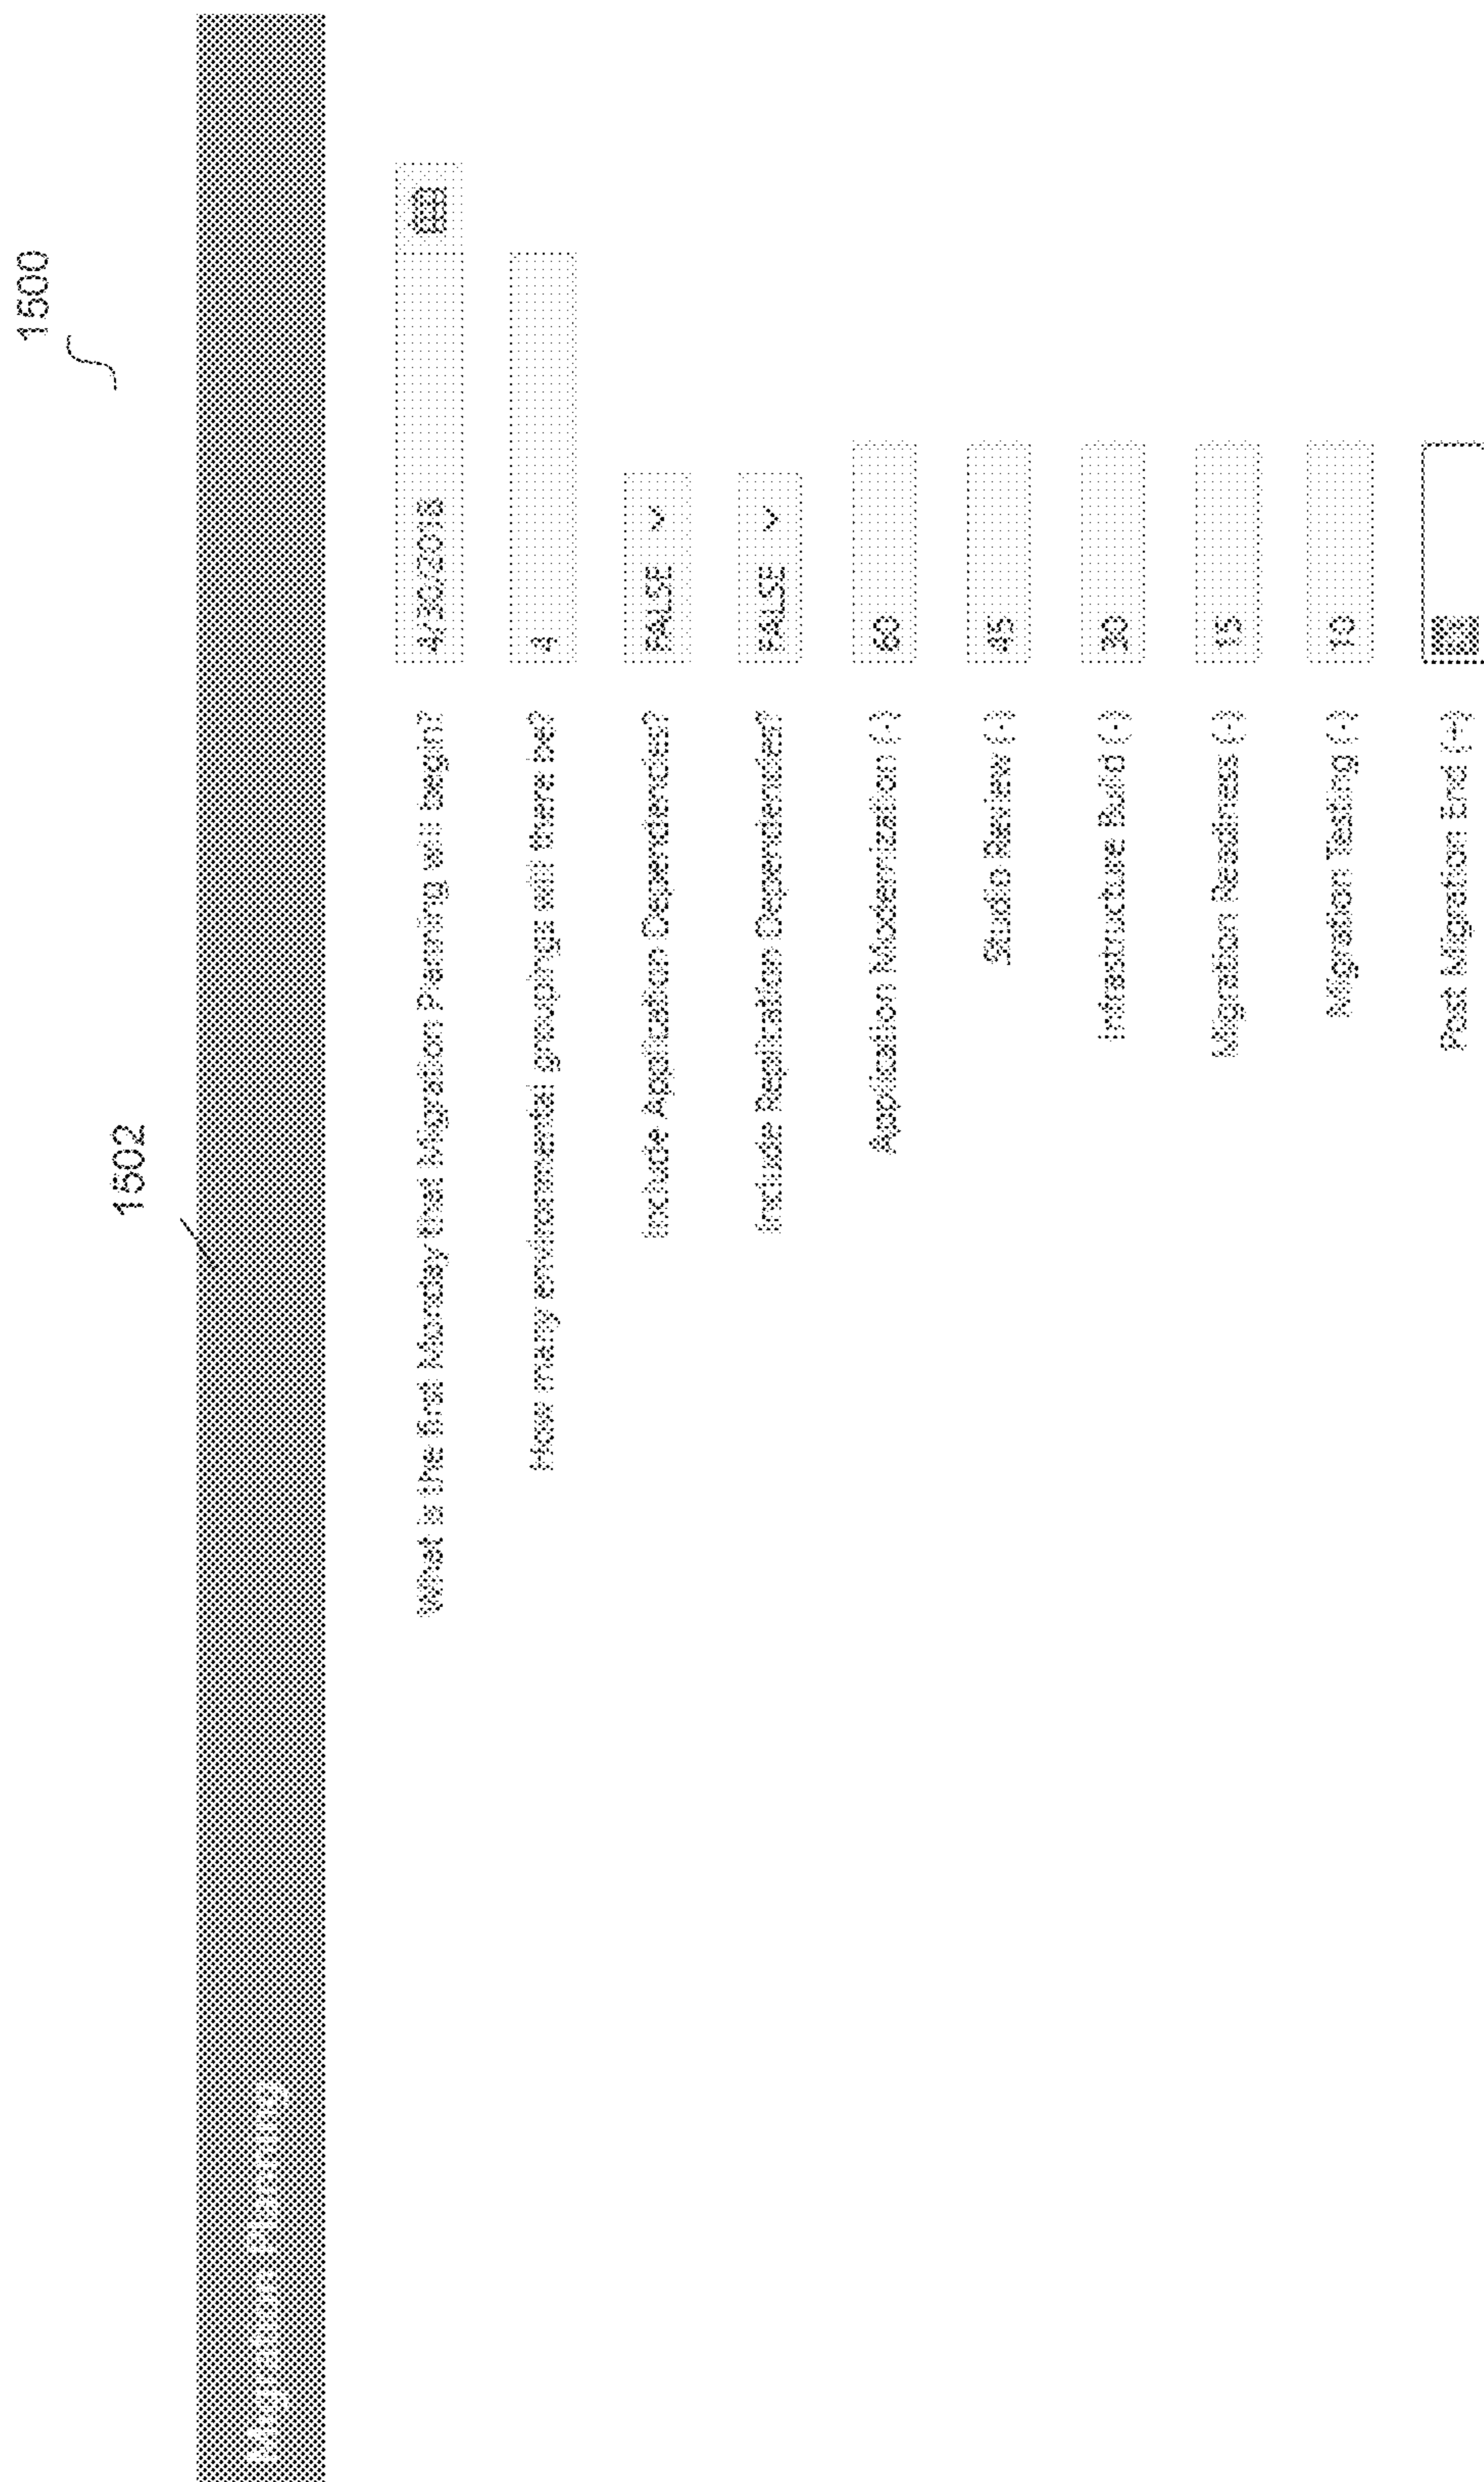 1500
1502
Migration Planning
What is the first Monday that Migration Planning will begin? 4/30/2018
How many environmental groupings will there be? 4
Include Application Dependencies? FALSE
Include Replication Dependencies? FALSE
Application Modernization (-) 60
Studio Review (-) 45
Infrastructure Build (-) 30
Migration Readiness (-) 15
Migration Testing (-) 10
Post Migration End (+)